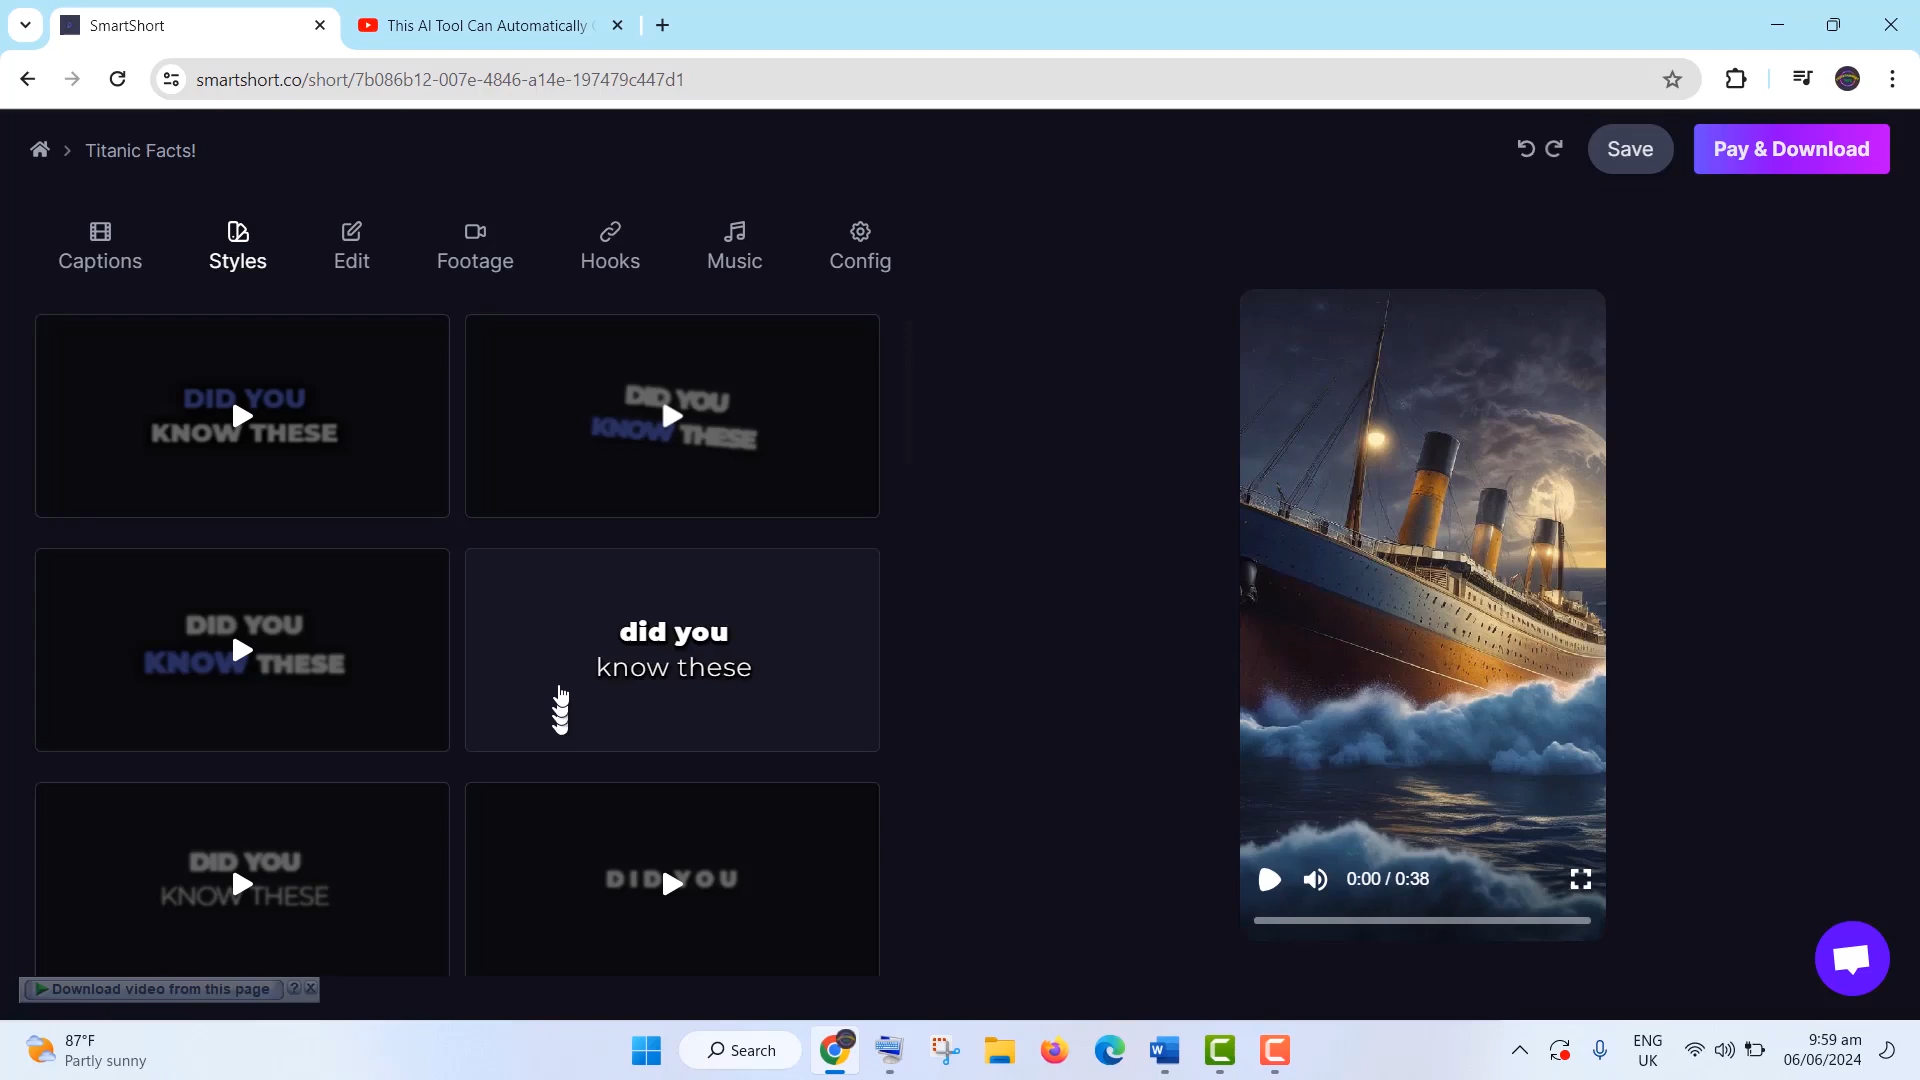 SmartShort
This AI Tool Can Automatically
smartshort.co/short/7b086b12-007e-4846-a14e-197479c447d1
Titanic Facts!
Save
Pay & Download
Captions
Styles
Edit
Footage
Hooks
Music
Config
DID YOU
KNOW THESE
DID YOU
KNOW THESE
DID YOU
KNOW THESE
did you
know these
DID YOU
KNOW THESE
DID YOU
0:00 / 0:38
Download video from this page
?
87°F
Partly sunny
Search
ENG
UK
9:59 am
06/06/2024